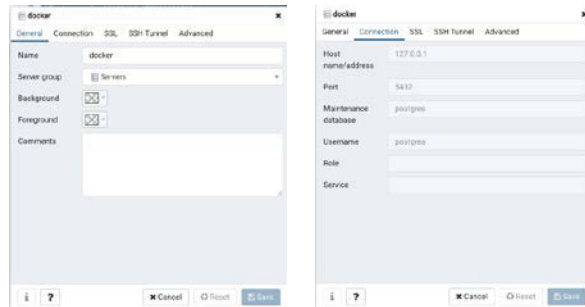 docker
General Connection SSL SSH Tunnel Advanced
Name docker
Server group Servers
Background
Foreground
Comments
i ? Cancel Reset Save
docker
General Connection SSL SSH Tunnel Advanced
Host name/address 127.0.0.1
Port 5432
Maintenance database postgres
Username postgres
Role
Service
i ? Cancel Reset Save